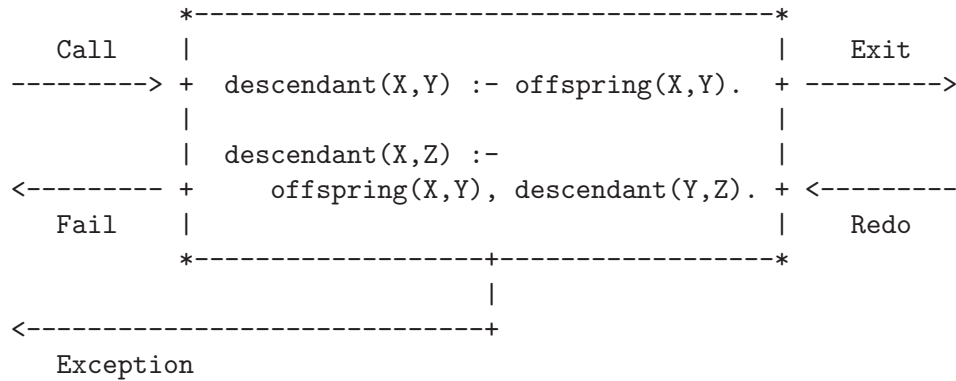 *--------------------------------------*
Call | | Exit
---------> + descendant(X,Y) :- offspring(X,Y). + --------->
| |
| descendant(X,Z) :- |
<--------- + offspring(X,Y), descendant(Y,Z). + <---------
Fail | | Redo
*-------------------+------------------*
|
<------------------------------+
Exception